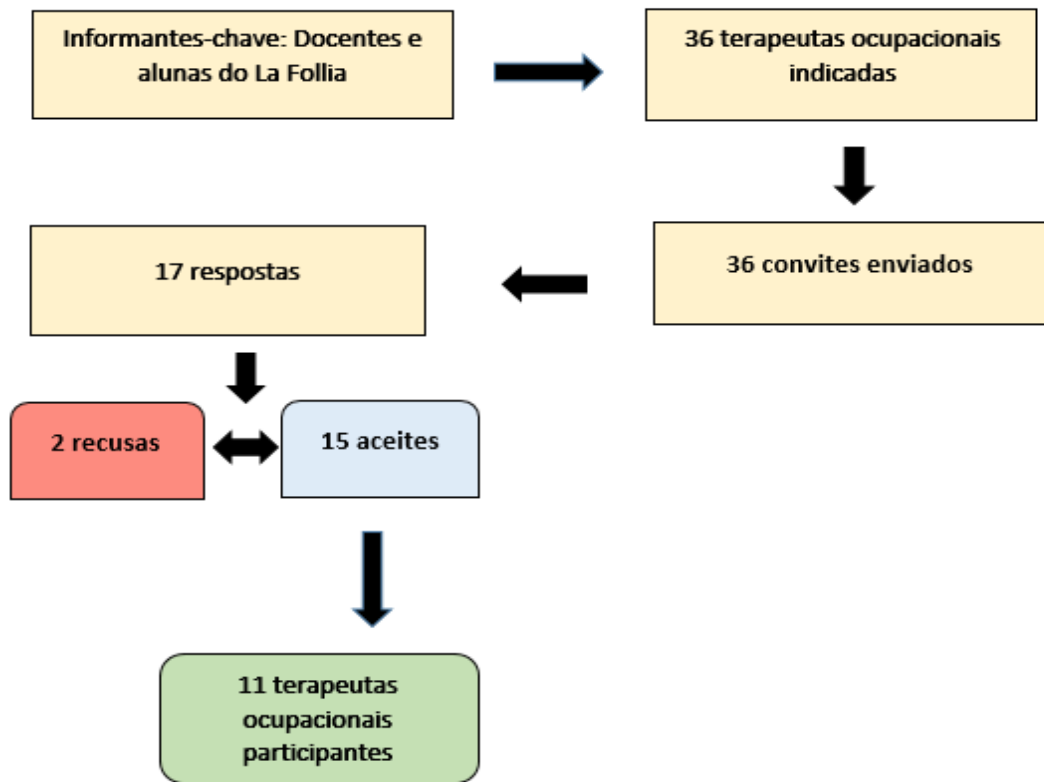 Informantes-chave: Docentes e
alunas do La Follia
36 terapeutas ocupacionais
indicadas
36 convites enviados
17 respostas
2 recusas
15 aceites
11 terapeutas
ocupacionais
participantes